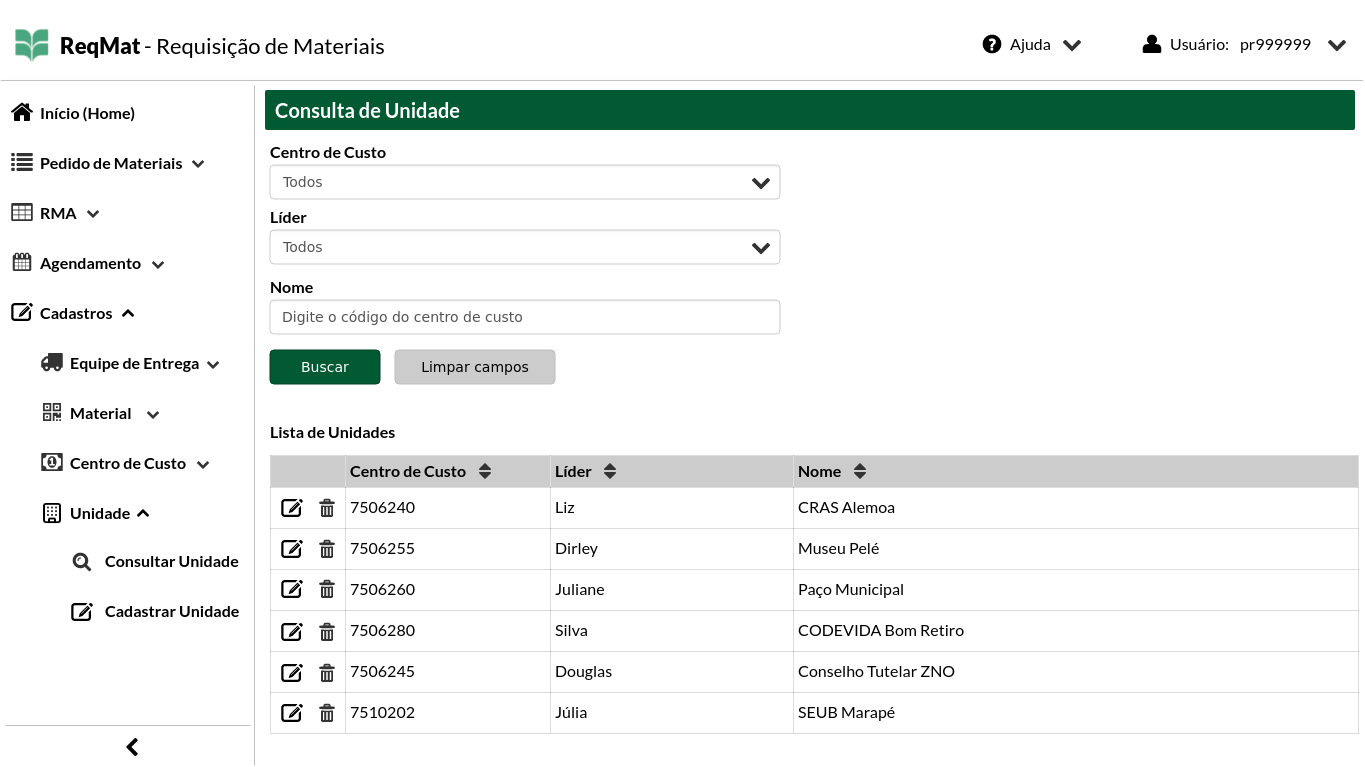 ReqMat - Requisição de Materiais
Ajuda
Usuário: pr999999
Início (Home)
Pedido de Materiais
RMA
Agendamento
Cadastros
Equipe de Entrega
Material
Centro de Custo
Unidade
Consultar Unidade
Cadastrar Unidade
Consulta de Unidade
Centro de Custo
Todos
Líder
Todos
Nome
Digite o código do centro de custo
Buscar Limpar campos
Lista de Unidades
Centro de Custo Líder Nome
7506240 Liz CRAS Alemoa
7506255 Dirley Museu Pelé
7506260 Juliane Paço Municipal
7506280 Silva CODEVIDA Bom Retiro
7506245 Douglas Conselho Tutelar ZNO
7510202 Júlia SEUB Marapé